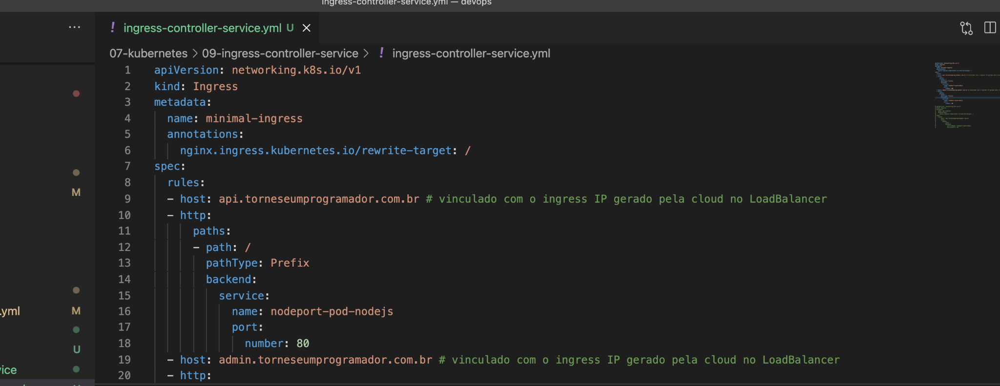 ingress-controller-service.yml — devops
ingress-controller-service.yml U
07-kubernetes > 09-ingress-controller-service > ! ingress-controller-service.yml
1 apiVersion: networking.k8s.io/v1
2 kind: Ingress
3 metadata:
4 name: minimal-ingress
5 annotations:
6 nginx.ingress.kubernetes.io/rewrite-target: /
7 spec:
8 rules:
9 - host: api.torneseumprogramador.com.br # vinculado com o ingress IP gerado pela cloud no LoadBalancer
10 - http:
11 paths:
12 - path: /
13 pathType: Prefix
14 backend:
15 service:
16 name: nodeport-pod-nodejs
17 port:
18 number: 80
19 - host: admin.torneseumprogramador.com.br # vinculado com o ingress IP gerado pela cloud no LoadBalancer
20 - http:
M
.yml M
U
ice